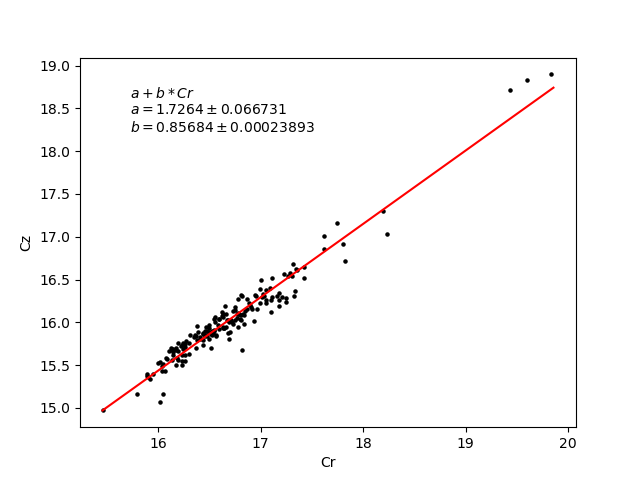 19.0
18.5
18.0
17.5
17.0
16.5
16.0
15.5
15.0
Cz
a + b * Cr
a = 1.7264 ± 0.066731
b = 0.85684 ± 0.00023893
16 17 18 19 20
Cr